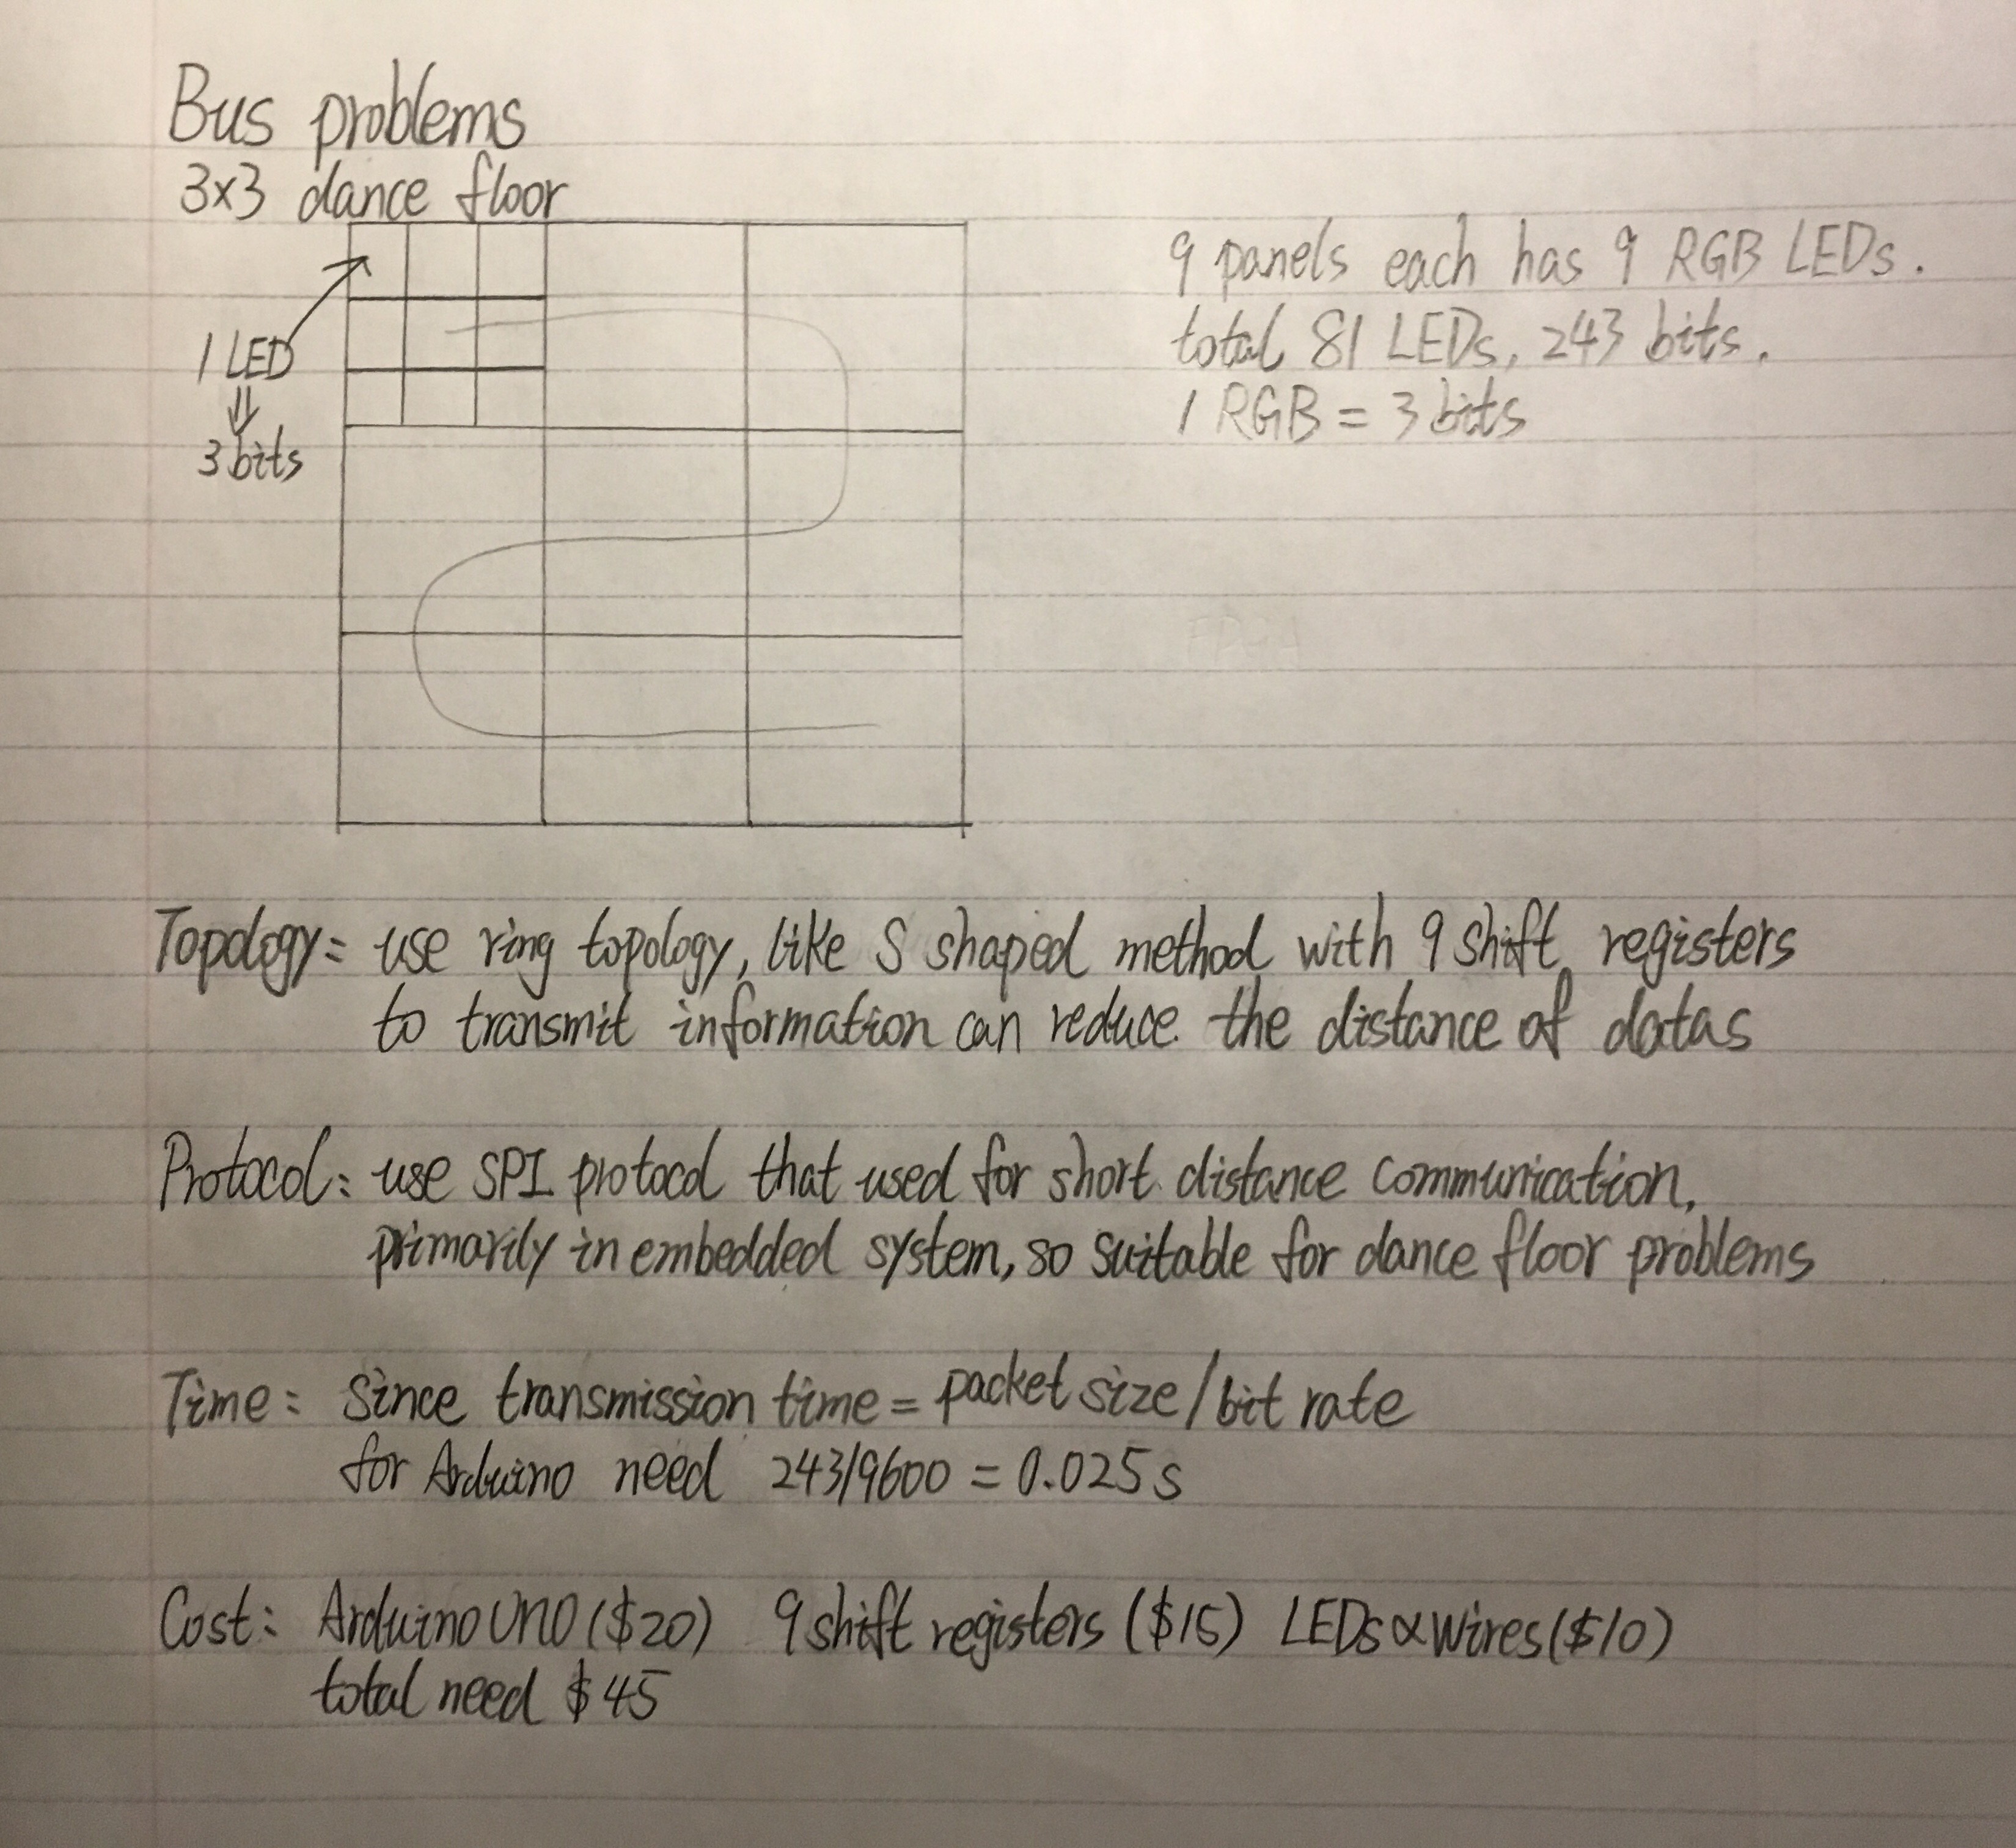 Bus problems
3x3 dance floor
9 panels each has 9 RGB LEDs.
total 81 LEDs, 243 bits.
1 RGB = 3 bits
1 LED
⇓
3 bits
Topology: use ring topology, like S shaped method with 9 shift registers
to transmit information can reduce the distance of datas
Protocol: use SPI protocol that used for short distance communication,
primarily in embedded system, so suitable for dance floor problems
Time: Since transmission time = packet size/bit rate
for Arduino need 243/9600 = 0.025s
Cost: Arduino UNO ($20) 9 shift registers ($15) LEDs & Wires ($10)
total need $45